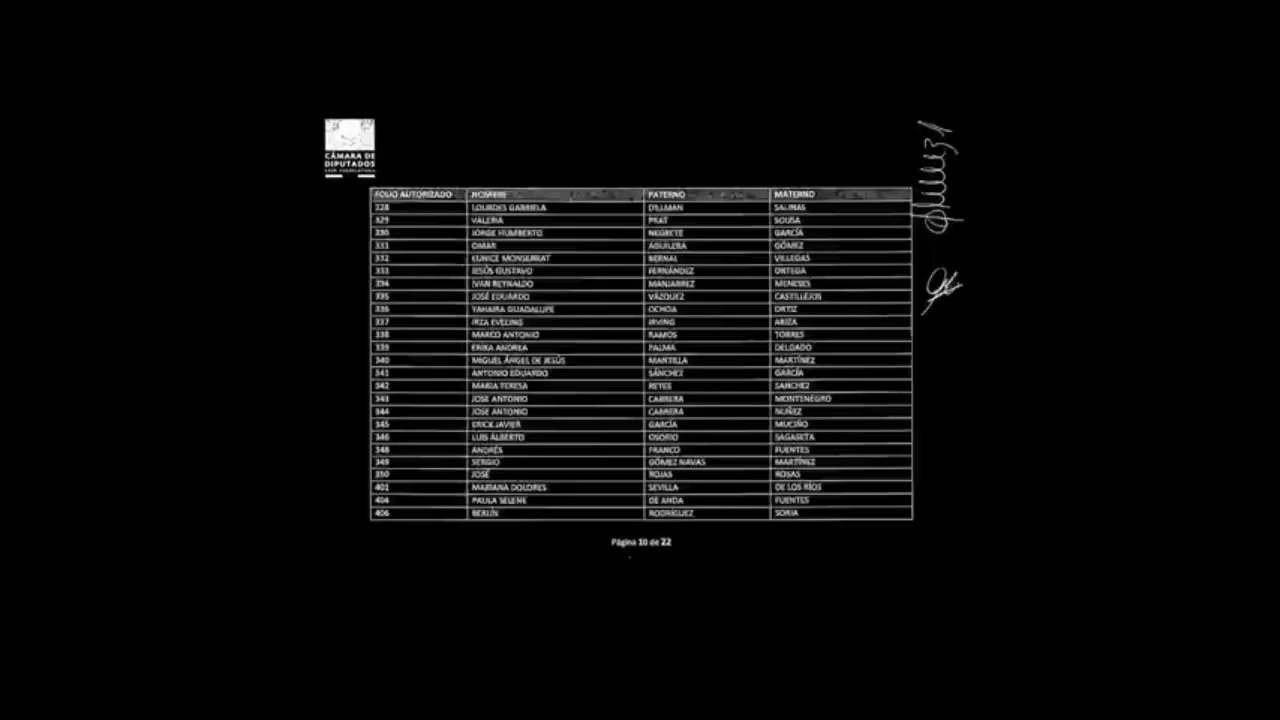 CÁMARA DE
DIPUTADOS
LXIV LEGISLATURA
FOLIO AUTORIZADO NOMBRE PATERNO MATERNO
328 LOURDES GABRIELA DILLMAN SALINAS
329 VALERIA PRAT SOUSA
330 JORGE HUMBERTO NEGRETE GARCÍA
331 OMAR AGUILERA GÓMEZ
332 EUNICE MONSERRAT BERNAL VILLEGAS
333 JESÚS GUSTAVO FERNÁNDEZ ORTEGA
334 IVAN REYNALDO MANJARREZ MENESES
335 JOSÉ EDUARDO VÁZQUEZ CASTILLEJOS
336 YAHAIRA GUADALUPE OCHOA ORTIZ
337 IRZA EVELING IRVING ARIZA
338 MARCO ANTONIO RAMOS TORRES
339 ERIKA ANDREA PALMA DELGADO
340 MIGUEL ÁNGEL DE JESÚS MANTILLA MARTÍNEZ
341 ANTONIO EDUARDO SÁNCHEZ GARCÍA
342 MARIA TERESA REYES SANCHEZ
343 JOSE ANTONIO CABRERA MONTENEGRO
344 JOSE ANTONIO CABRERA NUÑEZ
345 ERICK JAVIER GARCÍA MUCIÑO
346 LUIS ALBERTO OSORIO SAGASETA
348 ANDRÉS FRANCO FUENTES
349 SERGIO GÓMEZ NAVAS MARTÍNEZ
350 JOSÉ ROJAS ROSAS
401 MARIANA DOLORES SEVILLA DE LOS RÍOS
404 PAULA SELENE DE ANDA FUENTES
406 BERLÍN RODRÍGUEZ SORIA
Página 10 de 22